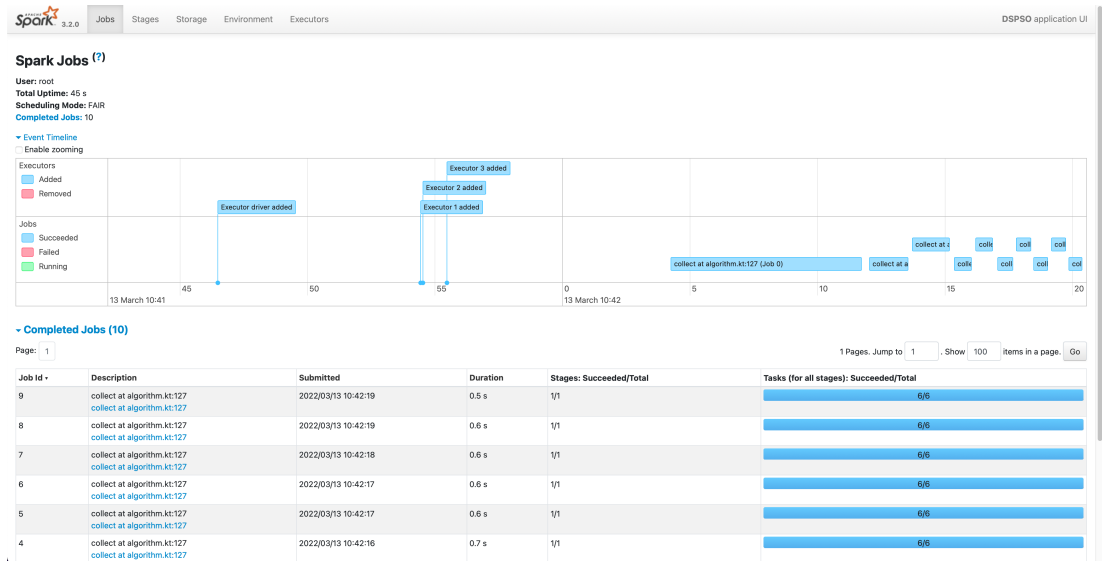 APACHE
Spark 3.2.0 Jobs Stages Storage Environment Executors DSPSO application UI
Spark Jobs (?)
User: root
Total Uptime: 45 s
Scheduling Mode: FAIR
Completed Jobs: 10
Event Timeline
Enable zooming
Executors
Added
Removed
Executor 3 added
Executor 2 added
Executor driver added Executor 1 added
Jobs
Succeeded
Failed
Running
collect at a colle coll coll
collect at algorithm.kt:127 (Job 0) collect at a colle coll coll col
45 50 55 0 5 10 15 20
13 March 10:41 13 March 10:42
Completed Jobs (10)
Page: 1 1 Pages. Jump to 1 . Show 100 items in a page. Go
Job Id Description Submitted Duration Stages: Succeeded/Total Tasks (for all stages): Succeeded/Total
9 collect at algorithm.kt:127 2022/03/13 10:42:19 0.5 s 1/1 6/6
collect at algorithm.kt:127
8 collect at algorithm.kt:127 2022/03/13 10:42:19 0.6 s 1/1 6/6
collect at algorithm.kt:127
7 collect at algorithm.kt:127 2022/03/13 10:42:18 0.6 s 1/1 6/6
collect at algorithm.kt:127
6 collect at algorithm.kt:127 2022/03/13 10:42:17 0.6 s 1/1 6/6
collect at algorithm.kt:127
5 collect at algorithm.kt:127 2022/03/13 10:42:17 0.6 s 1/1 6/6
collect at algorithm.kt:127
4 collect at algorithm.kt:127 2022/03/13 10:42:16 0.7 s 1/1 6/6
collect at algorithm.kt:127